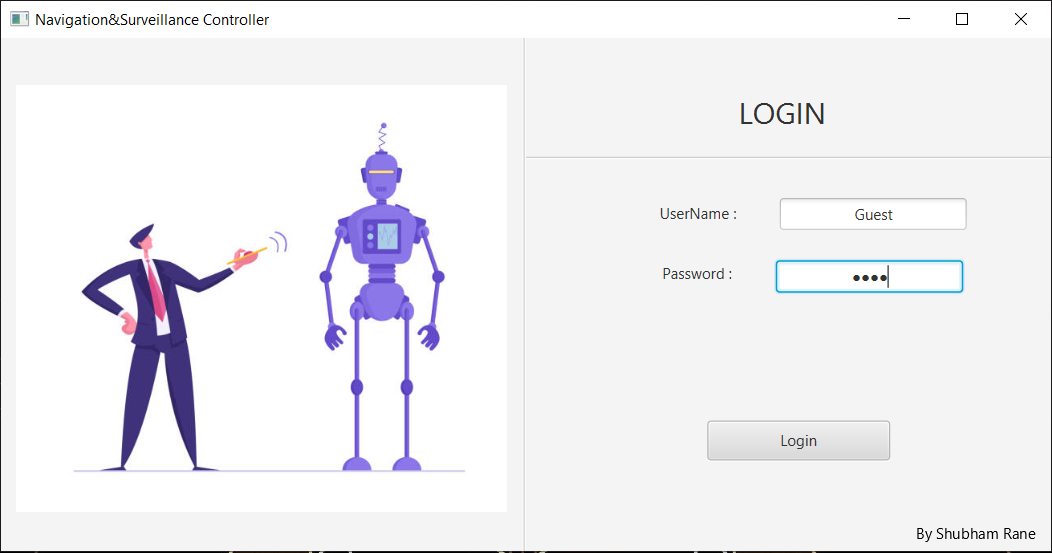 Navigation&Surveillance Controller
LOGIN
UserName :
Guest
Password :
••••
Login
By Shubham Rane